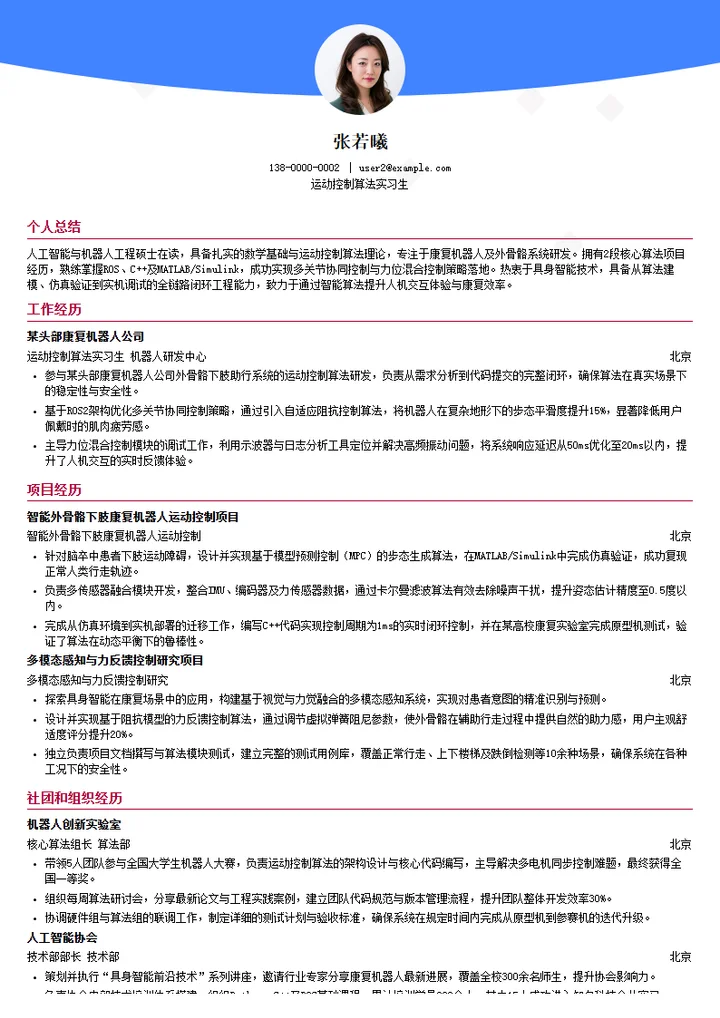 张若曦
138-0000-0002 | user2@example.com
运动控制算法实习生
个人总结
人工智能与机器人工程硕士在读，具备扎实的数学基础与运动控制算法理论，专注于康复机器人及外骨骼系统研发。拥有2段核心算法项目
经历，熟练掌握ROS、C++及MATLAB/Simulink，成功实现多关节协同控制与力位混合控制策略落地。热衷于具身智能技术，具备从算法建
模、仿真验证到实机调试的全链路闭环工程能力，致力于通过智能算法提升人机交互体验与康复效率。
工作经历
某头部康复机器人公司
运动控制算法实习生 机器人研发中心 北京
• 参与某头部康复机器人公司外骨骼下肢助行系统的运动控制算法研发，负责从需求分析到代码提交的完整闭环，确保算法在真实场景下
的稳定性与安全性。
• 基于ROS2架构优化多关节协同控制策略，通过引入自适应阻抗控制算法，将机器人在复杂地形下的步态平滑度提升15%，显著降低用户
佩戴时的肌肉疲劳感。
• 主导力位混合控制模块的调试工作，利用示波器与日志分析工具定位并解决高频振动问题，将系统响应延迟从50ms优化至20ms以内，提
升了人机交互的实时反馈体验。
项目经历
智能外骨骼下肢康复机器人运动控制项目
智能外骨骼下肢康复机器人运动控制 北京
• 针对脑卒中患者下肢运动障碍，设计并实现基于模型预测控制（MPC）的步态生成算法，在MATLAB/Simulink中完成仿真验证，成功复现
正常人类行走轨迹。
• 负责多传感器融合模块开发，整合IMU、编码器及力传感器数据，通过卡尔曼滤波算法有效去除噪声干扰，提升姿态估计精度至0.5度以
内。
• 完成从仿真环境到实机部署的迁移工作，编写C++代码实现控制周期为1ms的实时闭环控制，并在某高校康复实验室完成原型机测试，验
证了算法在动态平衡下的鲁棒性。
多模态感知与力反馈控制研究项目
多模态感知与力反馈控制研究 北京
• 探索具身智能在康复场景中的应用，构建基于视觉与力觉融合的多模态感知系统，实现对患者意图的精准识别与预测。
• 设计并实现基于阻抗模型的力反馈控制算法，通过调节虚拟弹簧阻尼参数，使外骨骼在辅助行走过程中提供自然的助力感，用户主观舒
适度评分提升20%。
• 独立负责项目文档撰写与算法模块测试，建立完整的测试用例库，覆盖正常行走、上下楼梯及跌倒检测等10余种场景，确保系统在各种
工况下的安全性。
社团和组织经历
机器人创新实验室
核心算法组长 算法部 北京
• 带领5人团队参与全国大学生机器人大赛，负责运动控制算法的架构设计与核心代码编写，主导解决多电机同步控制难题，最终获得全
国一等奖。
• 组织每周算法研讨会，分享最新论文与工程实践案例，建立团队代码规范与版本管理流程，提升团队整体开发效率30%。
• 协调硬件组与算法组的联调工作，制定详细的测试计划与验收标准，确保系统在规定时间内完成从原型机到参赛机的迭代升级。
人工智能协会
技术部部长 技术部 北京
• 策划并执行“具身智能前沿技术”系列讲座，邀请行业专家分享康复机器人最新进展，覆盖全校300余名师生，提升协会影响力。